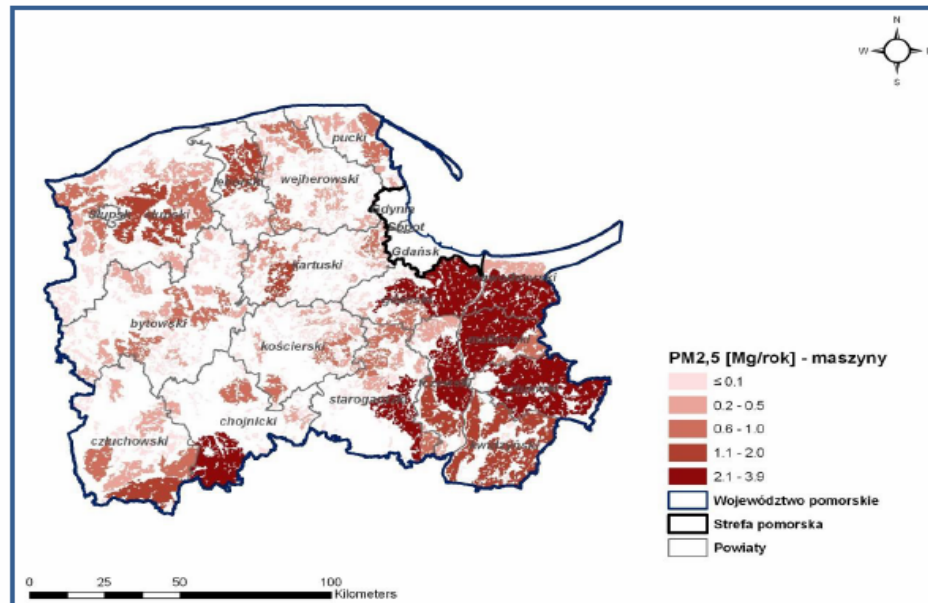 N
W
S
pucki
wejherowski
Gdynia
Sopot
Gdańsk
kartuski
bytowski
kościerski
chojnicki
człuchowski
PM2,5 [Mg/rok] - maszyny
≤ 0.1
0.2 - 0.5
0.6 - 1.0
1.1 - 2.0
2.1 - 3.9
Województwo pomorskie
Strefa pomorska
Powiaty
0 25 50 100
Kilometers